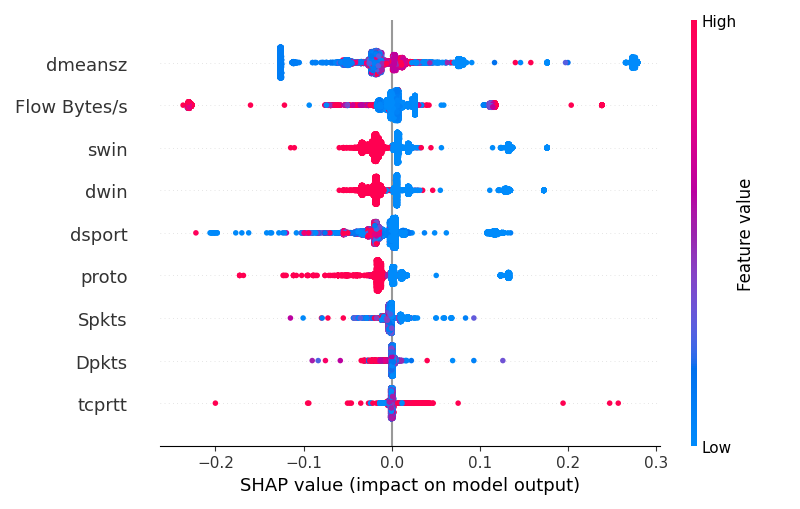 High
dmeansz
Flow Bytes/s
swin
dwin
dsport
proto
Spkts
Dpkts
tcprtt
Feature value
Low
−0.2 −0.1 0.0 0.1 0.2 0.3
SHAP value (impact on model output)